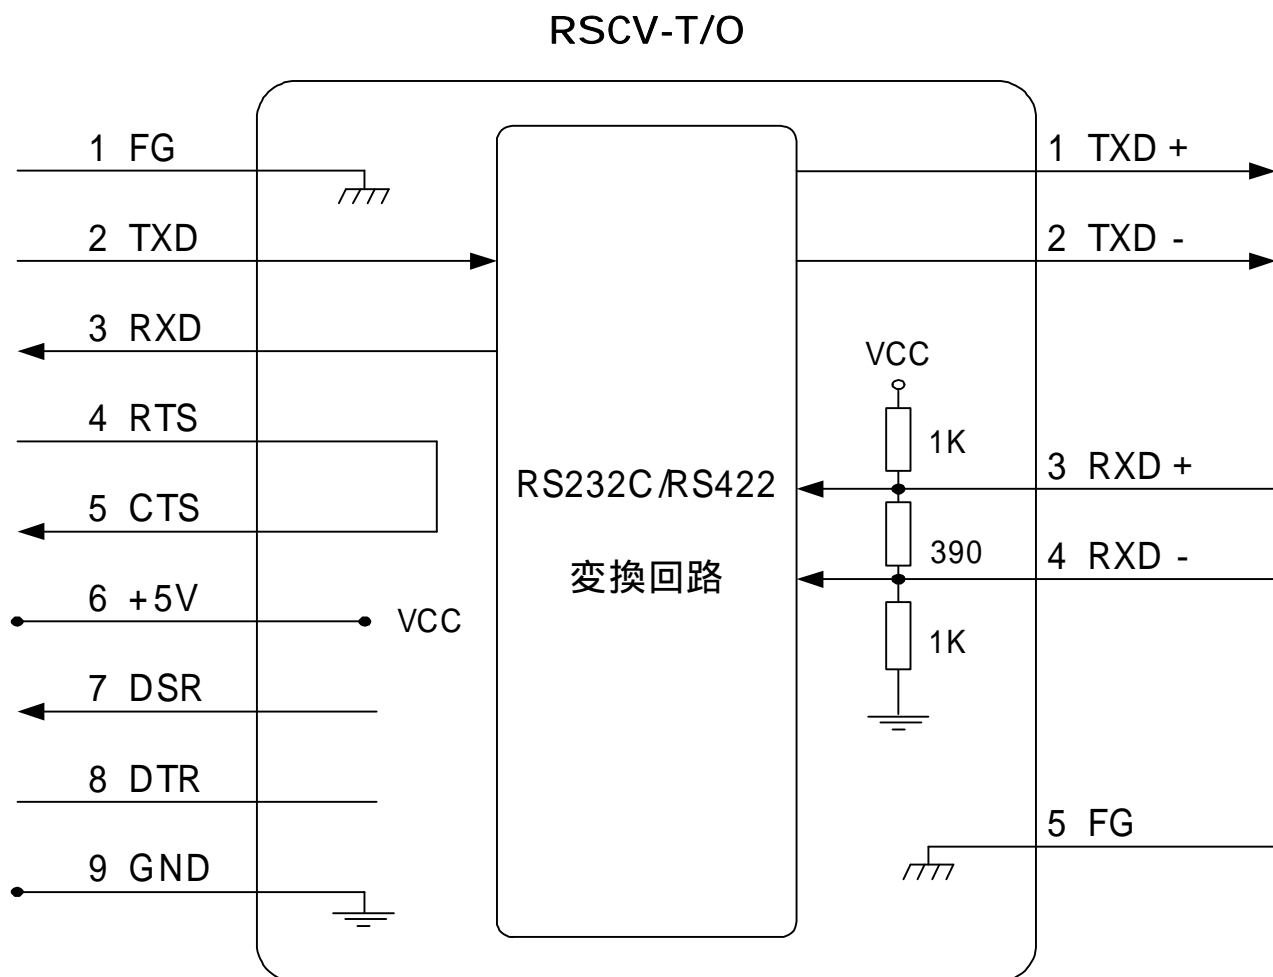 RSCV-T/O
1 FG
2 TXD
3 RXD
4 RTS
5 CTS
6 +5V
VCC
7 DSR
8 DTR
9 GND
RS232C/RS422
変換回路
VCC
1K
390
1K
1 TXD +
2 TXD -
3 RXD +
4 RXD -
5 FG